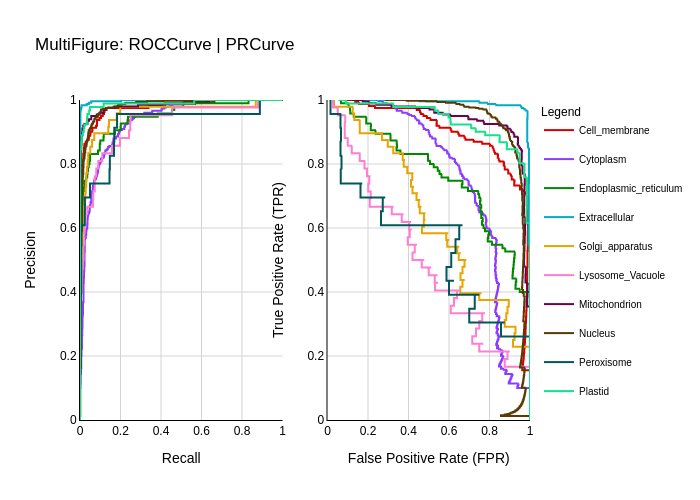 MultiFigure: ROCCurve | PRCurve
Precision
1
0.8
0.6
0.4
0.2
0
0 0.2 0.4 0.6 0.8 1
Recall
True Positive Rate (TPR)
1
0.8
0.6
0.4
0.2
0
0 0.2 0.4 0.6 0.8 1
False Positive Rate (FPR)
Legend
Cell_membrane
Cytoplasm
Endoplasmic_reticulum
Extracellular
Golgi_apparatus
Lysosome_Vacuole
Mitochondrion
Nucleus
Peroxisome
Plastid